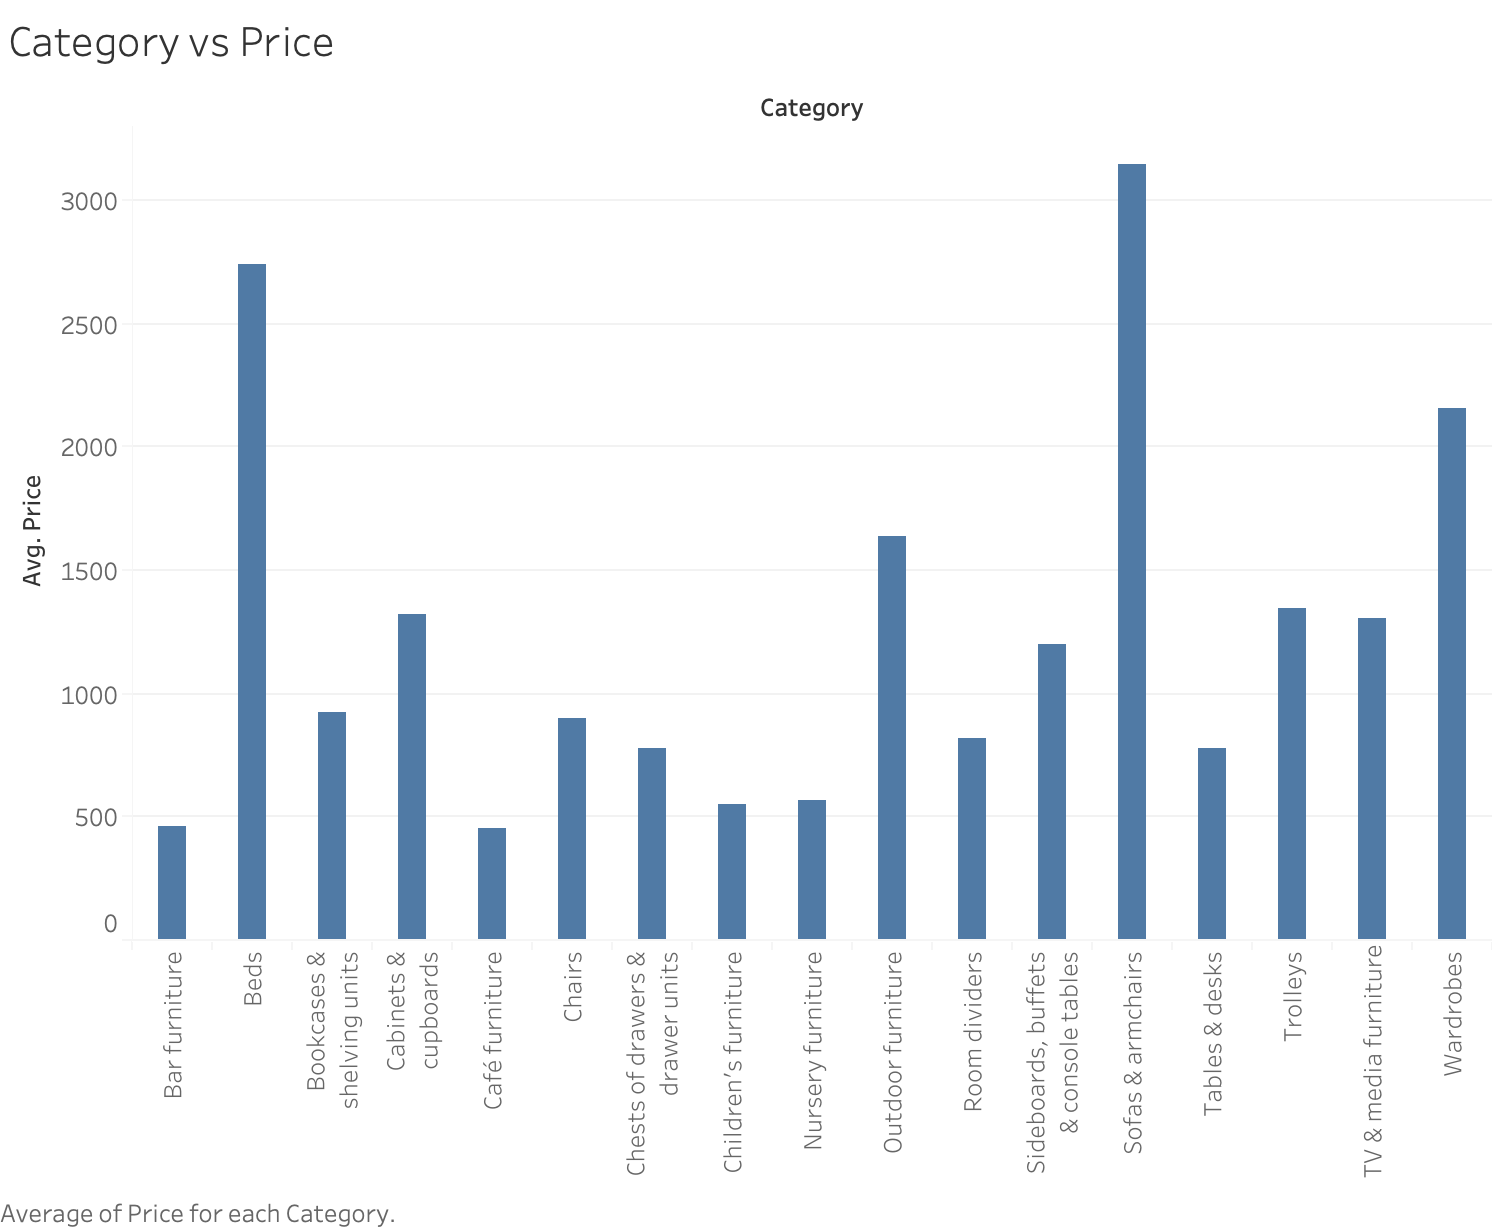 Category vs Price
Category
Avg. Price
3000
2500
2000
1500
1000
500
0
Bar furniture
Beds
Bookcases &
shelving units
Cabinets &
cupboards
Café furniture
Chairs
Chests of drawers &
drawer units
Children's furniture
Nursery furniture
Outdoor furniture
Room dividers
Sideboards, buffets
& console tables
Sofas & armchairs
Tables & desks
Trolleys
TV & media furniture
Wardrobes
Average of Price for each Category.